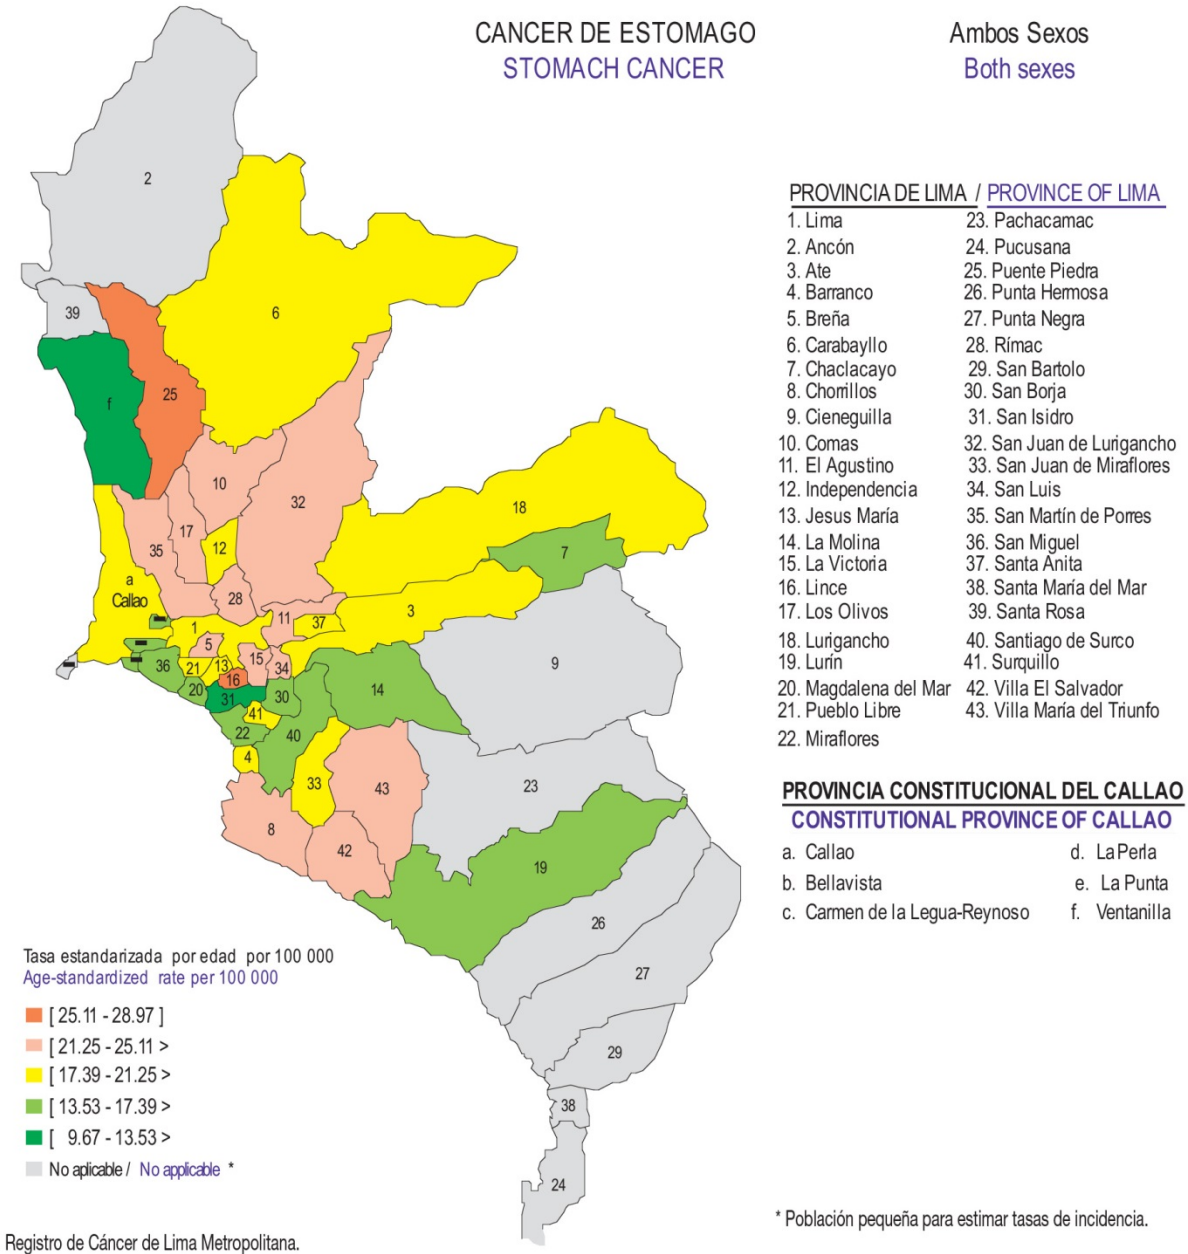 CANCER DE ESTOMAGO
STOMACH CANCER
Ambos Sexos
Both sexes
PROVINCIA DE LIMA / PROVINCE OF LIMA
1. Lima
2. Ancón
3. Ate
4. Barranco
5. Breña
6. Carabayllo
7. Chaclacayo
8. Chorrillos
9. Cieneguilla
10. Comas
11. El Agustino
12. Independencia
13. Jesus María
14. La Molina
15. La Victoria
16. Lince
17. Los Olivos
18. Lurigancho
19. Lurín
20. Magdalena del Mar
21. Pueblo Libre
22. Miraflores
23. Pachacamac
24. Pucusana
25. Puente Piedra
26. Punta Hermosa
27. Punta Negra
28. Rímac
29. San Bartolo
30. San Borja
31. San Isidro
32. San Juan de Lurigancho
33. San Juan de Miraflores
34. San Luis
35. San Martín de Porres
36. San Miguel
37. Santa Anita
38. Santa María del Mar
39. Santa Rosa
40. Santiago de Surco
41. Surquillo
42. Villa El Salvador
43. Villa María del Triunfo
PROVINCIA CONSTITUCIONAL DEL CALLAO
CONSTITUTIONAL PROVINCE OF CALLAO
a. Callao
b. Bellavista
c. Carmen de la Legua-Reynoso
d. La Perla
e. La Punta
f. Ventanilla
2
6
39
25
f
10
32
17
18
35
12
7
a
Callao
28
3
11
37
1
5
9
15
34
36
21
13
16
14
20
31
30
41
22
40
4
33
43
23
8
42
19
26
27
29
38
24
Tasa estandarizada por edad por 100 000
Age-standardized rate per 100 000
[ 25.11 - 28.97 ]
[ 21.25 - 25.11 >
[ 17.39 - 21.25 >
[ 13.53 - 17.39 >
[ 9.67 - 13.53 >
No aplicable / No applicable *
* Población pequeña para estimar tasas de incidencia.
Registro de Cáncer de Lima Metropolitana.